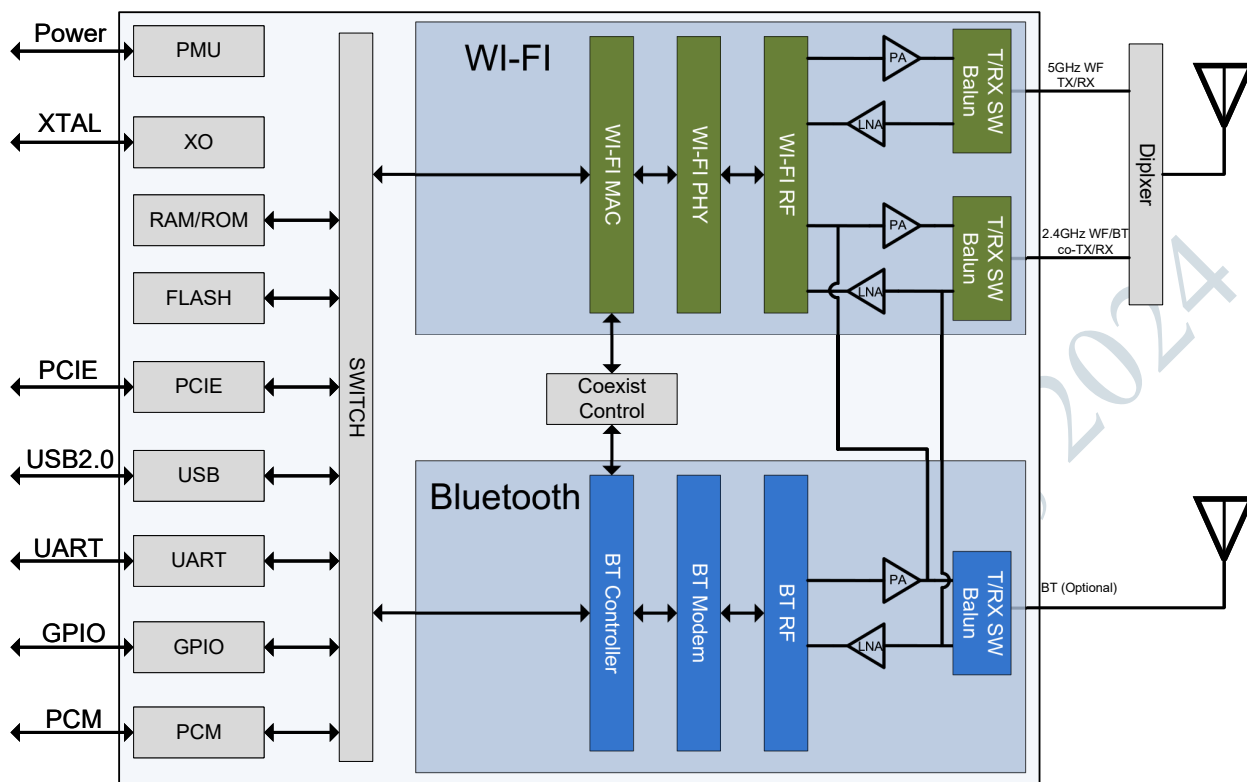 Power
PMU
XTAL
XO
RAM/ROM
FLASH
PCIE
PCIE
USB2.0
USB
UART
UART
GPIO
GPIO
PCM
PCM
SWITCH
WI-FI
WI-FI MAC
WI-FI PHY
WI-FI RF
PA
LNA
T/RX SW
Balun
PA
LNA
T/RX SW
Balun
5GHz WF
TX/RX
2.4GHz WF/BT
co-TX/RX
Diplxer
Coexist
Control
Bluetooth
BT Controller
BT Modem
BT RF
PA
LNA
T/RX SW
Balun
BT (Optional)
2024